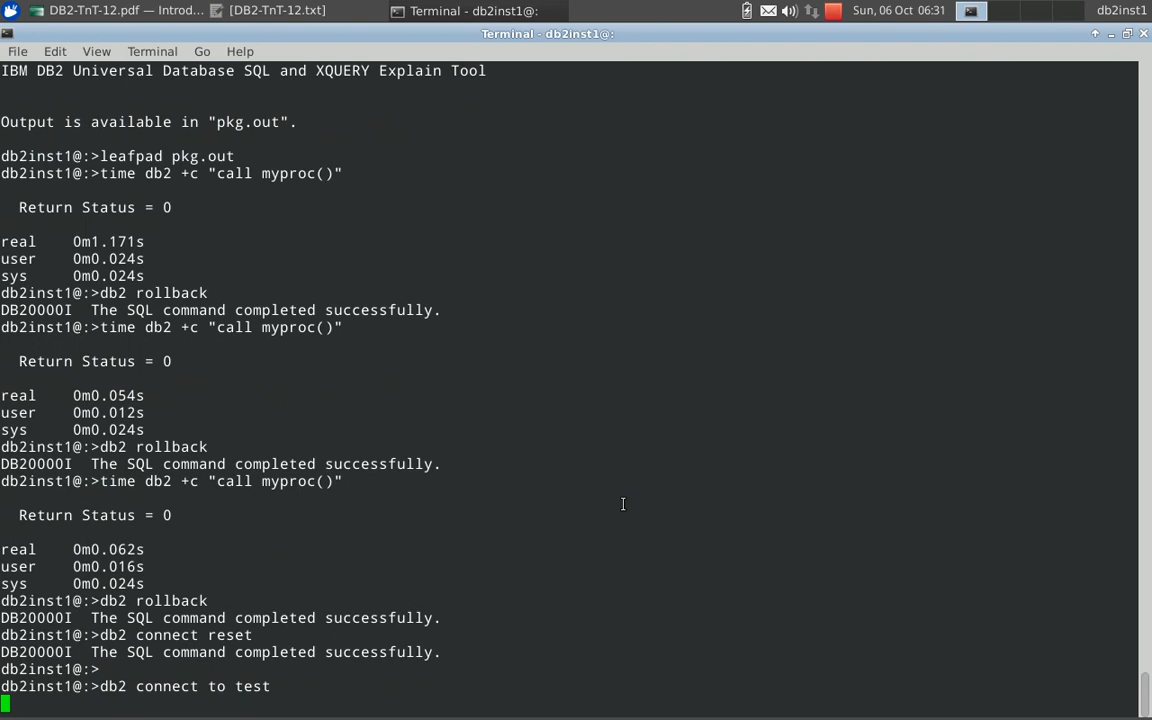 DB2-TnT-12.pdf — Introd... [DB2-TnT-12.txt] Terminal - db2inst1@: Sun, 06 Oct 06:31 db2inst1
Terminal - db2inst1@:
File Edit View Terminal Go Help
IBM DB2 Universal Database SQL and XQUERY Explain Tool
Output is available in "pkg.out".
db2inst1@:>leafpad pkg.out
db2inst1@:>time db2 +c "call myproc()"
Return Status = 0
real 0m1.171s
user 0m0.024s
sys 0m0.024s
db2inst1@:>db2 rollback
DB20000I The SQL command completed successfully.
db2inst1@:>time db2 +c "call myproc()"
Return Status = 0
real 0m0.054s
user 0m0.012s
sys 0m0.024s
db2inst1@:>db2 rollback
DB20000I The SQL command completed successfully.
db2inst1@:>time db2 +c "call myproc()"
Return Status = 0
real 0m0.062s
user 0m0.016s
sys 0m0.024s
db2inst1@:>db2 rollback
DB20000I The SQL command completed successfully.
db2inst1@:>db2 connect reset
DB20000I The SQL command completed successfully.
db2inst1@:>
db2inst1@:>db2 connect to test